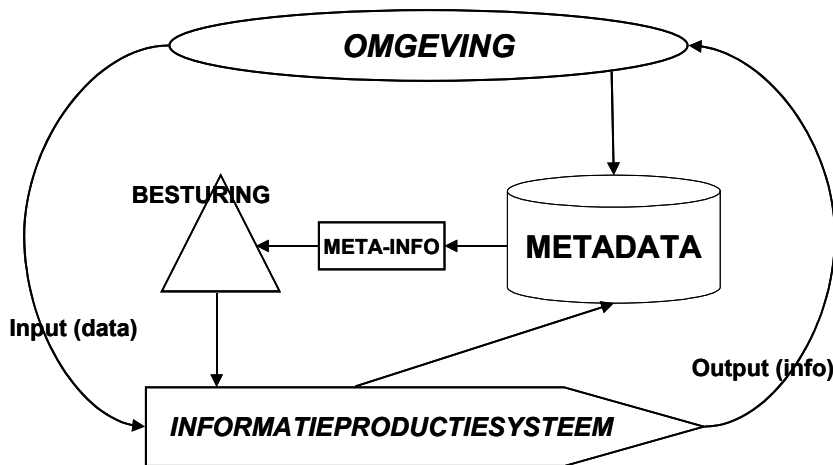 OMGEVING
BESTURING
META-INFO
METADATA
Input (data)
Output (info)
INFORMATIEPRODUCTIESYSTEEM